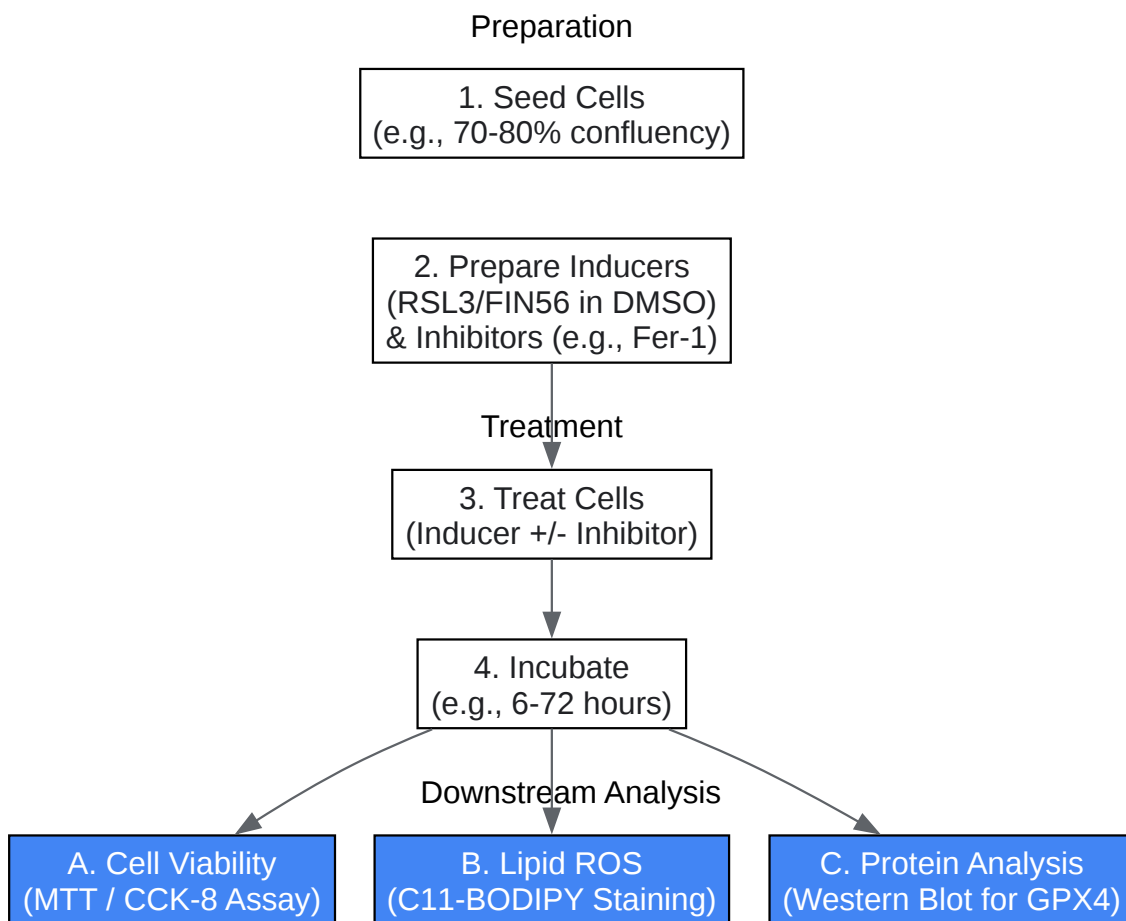 Preparation
1. Seed Cells
(e.g., 70-80% confluency)
2. Prepare Inducers
(RSL3/FIN56 in DMSO)
& Inhibitors (e.g., Fer-1)
Treatment
3. Treat Cells
(Inducer +/- Inhibitor)
4. Incubate
(e.g., 6-72 hours)
Downstream Analysis
A. Cell Viability
(MTT / CCK-8 Assay)
B. Lipid ROS
(C11-BODIPY Staining)
C. Protein Analysis
(Western Blot for GPX4)